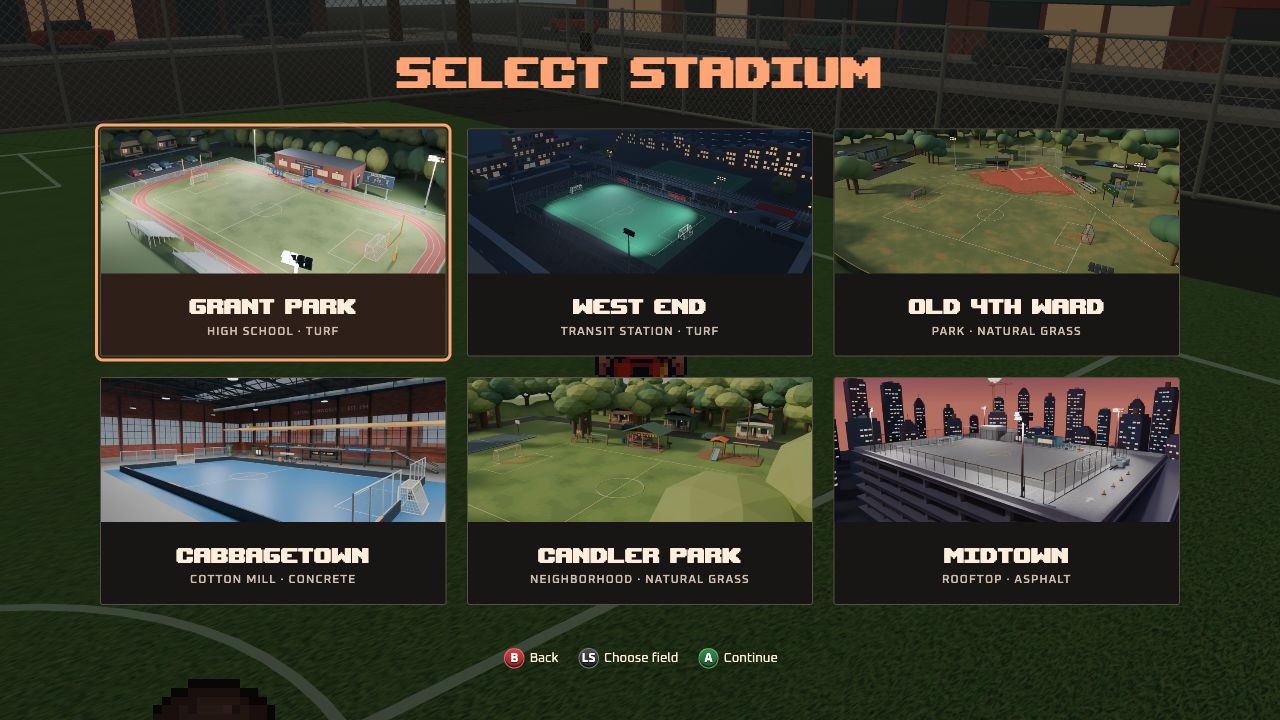 SELECT STADIUM
GRANT PARK
HIGH SCHOOL · TURF
WEST END
TRANSIT STATION · TURF
OLD 4TH WARD
PARK · NATURAL GRASS
CABBAGETOWN
COTTON MILL · CONCRETE
CANDLER PARK
NEIGHBORHOOD · NATURAL GRASS
MIDTOWN
ROOFTOP · ASPHALT
B Back LS Choose field A Continue